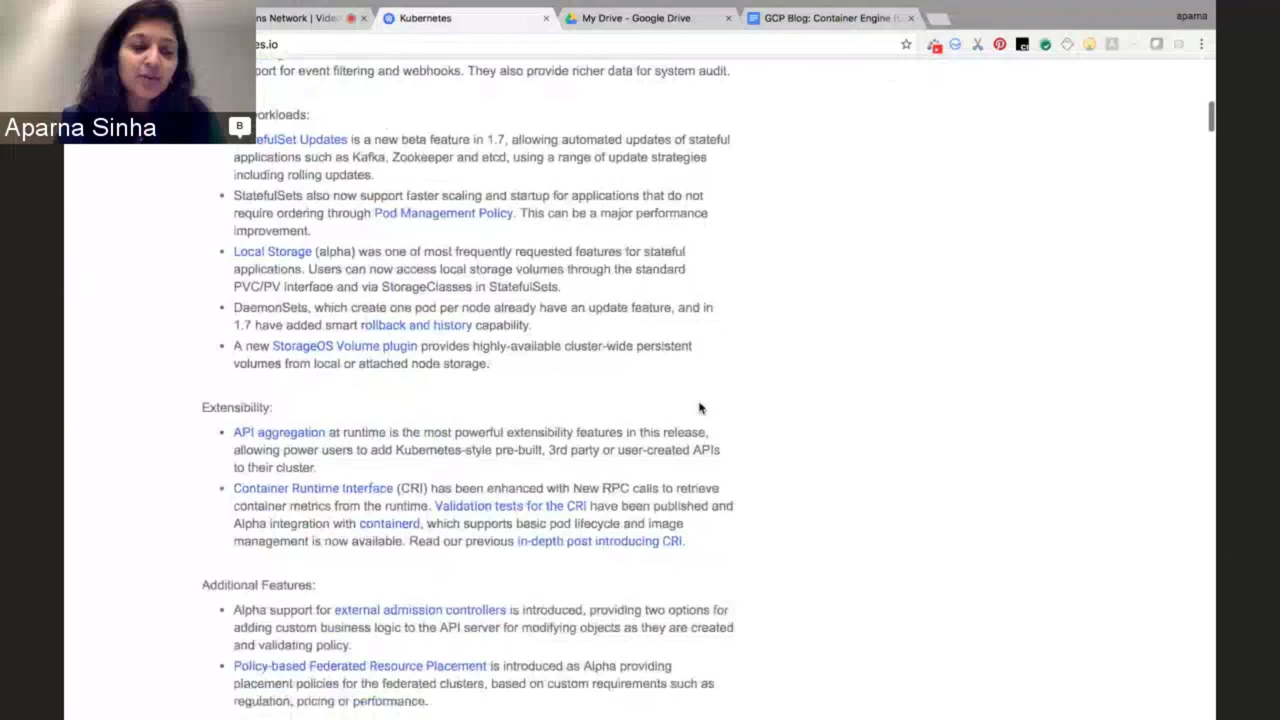 ns Network | Vide
Kubernetes
My Drive - Google Drive
GCP Blog: Container Engine
aparna
es.io
port for event filtering and webhooks. They also provide richer data for system audit.
Aparna Sinha
B
orkloads:
efulSet Updates is a new beta feature in 1.7, allowing automated updates of stateful
applications such as Kafka, Zookeeper and etcd, using a range of update strategies
including rolling updates.
• StatefulSets also now support faster scaling and startup for applications that do not
require ordering through Pod Management Policy. This can be a major performance
improvement.
• Local Storage (alpha) was one of most frequently requested features for stateful
applications. Users can now access local storage volumes through the standard
PVC/PV interface and via StorageClasses in StatefulSets.
• DaemonSets, which create one pod per node already have an update feature, and in
1.7 have added smart rollback and history capability.
• A new StorageOS Volume plugin provides highly-available cluster-wide persistent
volumes from local or attached node storage.
Extensibility:
• API aggregation at runtime is the most powerful extensibility features in this release,
allowing power users to add Kubernetes-style pre-built, 3rd party or user-created APIs
to their cluster.
• Container Runtime Interface (CRI) has been enhanced with New RPC calls to retrieve
container metrics from the runtime. Validation tests for the CRI have been published and
Alpha integration with containerd, which supports basic pod lifecycle and image
management is now available. Read our previous in-depth post introducing CRI.
Additional Features:
• Alpha support for external admission controllers is introduced, providing two options for
adding custom business logic to the API server for modifying objects as they are created
and validating policy.
• Policy-based Federated Resource Placement is introduced as Alpha providing
placement policies for the federated clusters, based on custom requirements such as
regulation, pricing or performance.